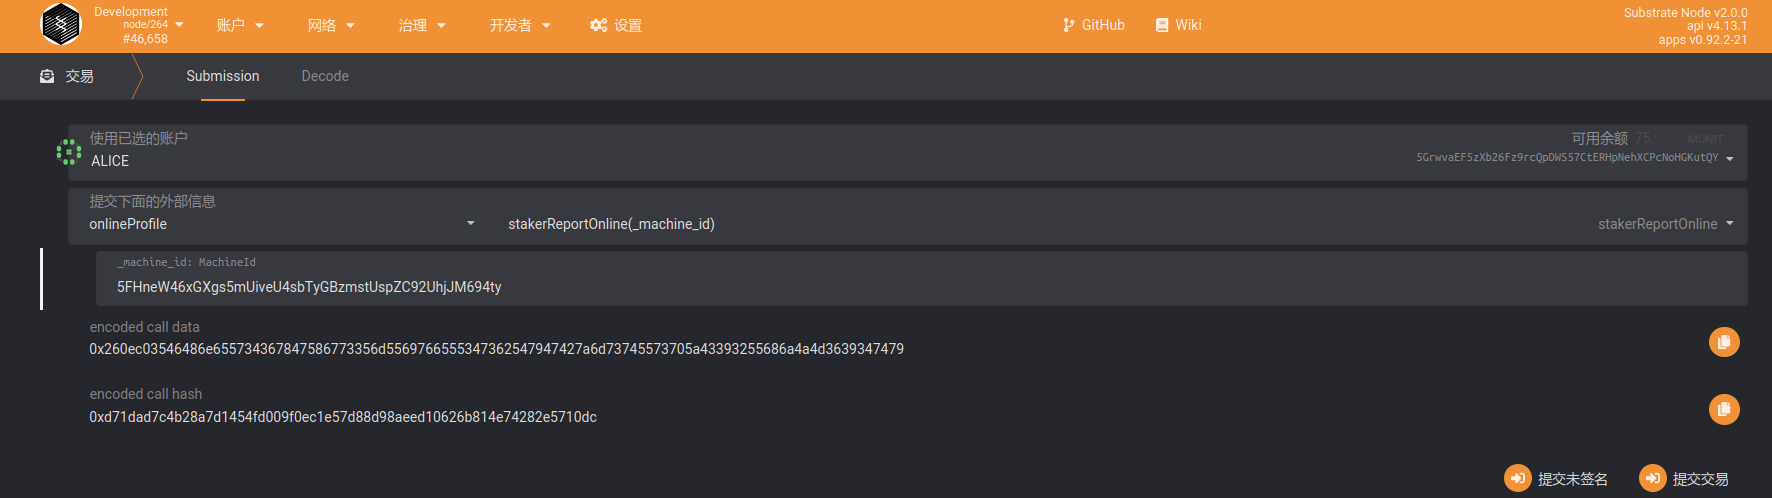 Development
node/264
#46,658
账户
网络
治理
开发者
设置
GitHub
Wiki
Substrate Node v2.0.0
api v4.13.1
apps v0.92.2-21
交易
Submission
Decode
使用已选的账户
ALICE
可用余额 75. MUNIT
5GrwvaEF5zXb26Fz9rcQpDWS57CtERHpNehXCPcNoHGKutQY
提交下面的外部信息
onlineProfile
stakerReportOnline(_machine_id)
stakerReportOnline
_machine_id: MachineId
5FHneW46xGXgs5mUiveU4sbTyGBzmstUspZC92UhjJM694ty
encoded call data
0x260ec03546486e655734367847586773356d5569766555347362547947427a6d73745573705a43393255686a4a4d3639347479
encoded call hash
0xd71dad7c4b28a7d1454fd009f0ec1e57d88d98aeed10626b814e74282e5710dc
提交未签名
提交交易